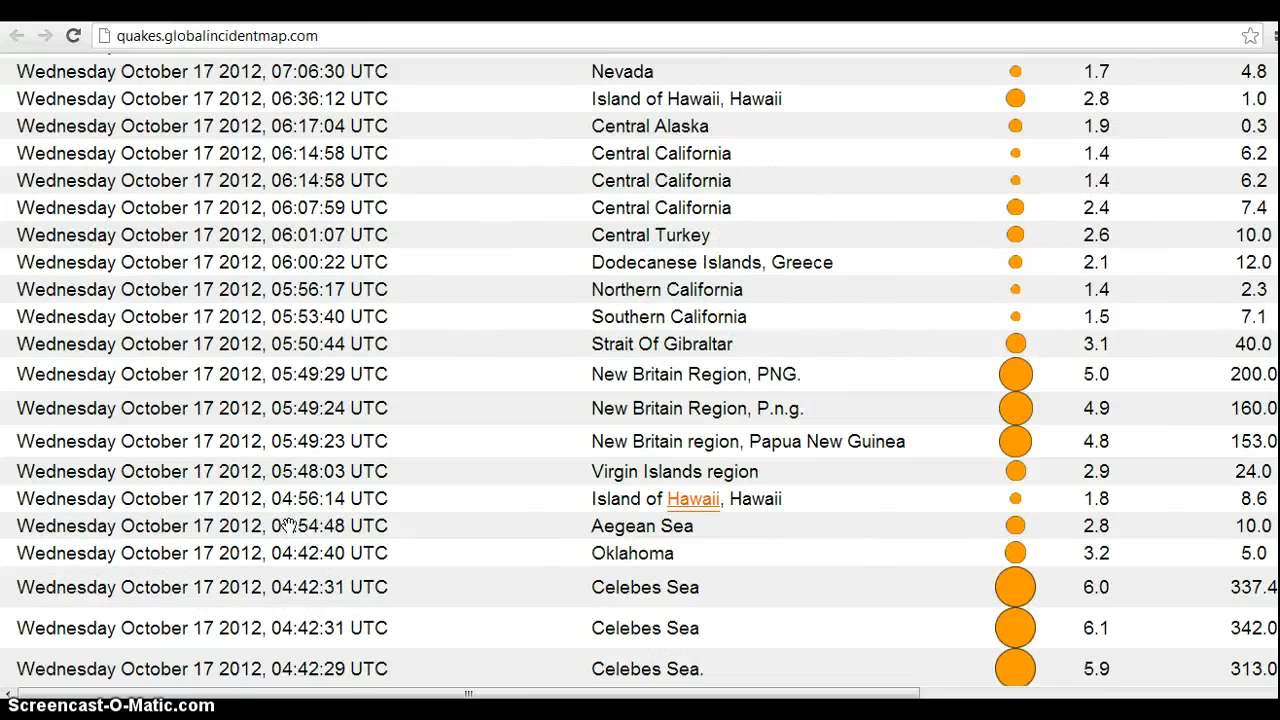 quakes.globalincidentmap.com
Wednesday October 17 2012, 07:06:30 UTC Nevada 1.7 4.8
Wednesday October 17 2012, 06:36:12 UTC Island of Hawaii, Hawaii 2.8 1.0
Wednesday October 17 2012, 06:17:04 UTC Central Alaska 1.9 0.3
Wednesday October 17 2012, 06:14:58 UTC Central California 1.4 6.2
Wednesday October 17 2012, 06:14:58 UTC Central California 1.4 6.2
Wednesday October 17 2012, 06:07:59 UTC Central California 2.4 7.4
Wednesday October 17 2012, 06:01:07 UTC Central Turkey 2.6 10.0
Wednesday October 17 2012, 06:00:22 UTC Dodecanese Islands, Greece 2.1 12.0
Wednesday October 17 2012, 05:56:17 UTC Northern California 1.4 2.3
Wednesday October 17 2012, 05:53:40 UTC Southern California 1.5 7.1
Wednesday October 17 2012, 05:50:44 UTC Strait Of Gibraltar 3.1 40.0
Wednesday October 17 2012, 05:49:29 UTC New Britain Region, PNG. 5.0 200.0
Wednesday October 17 2012, 05:49:24 UTC New Britain Region, P.n.g. 4.9 160.0
Wednesday October 17 2012, 05:49:23 UTC New Britain region, Papua New Guinea 4.8 153.0
Wednesday October 17 2012, 05:48:03 UTC Virgin Islands region 2.9 24.0
Wednesday October 17 2012, 04:56:14 UTC Island of Hawaii, Hawaii 1.8 8.6
Wednesday October 17 2012, UTC Aegean Sea 2.8 10.0
Wednesday October 17 2012, 04:42:40 UTC Oklahoma 3.2 5.0
Wednesday October 17 2012, 04:42:31 UTC Celebes Sea 6.0 337.4
Wednesday October 17 2012, 04:42:31 UTC Celebes Sea 6.1 342.0
Wednesday October 17 2012, 04:42:29 UTC Celebes Sea. 5.9 313.0
Screencast-O-Matic.com